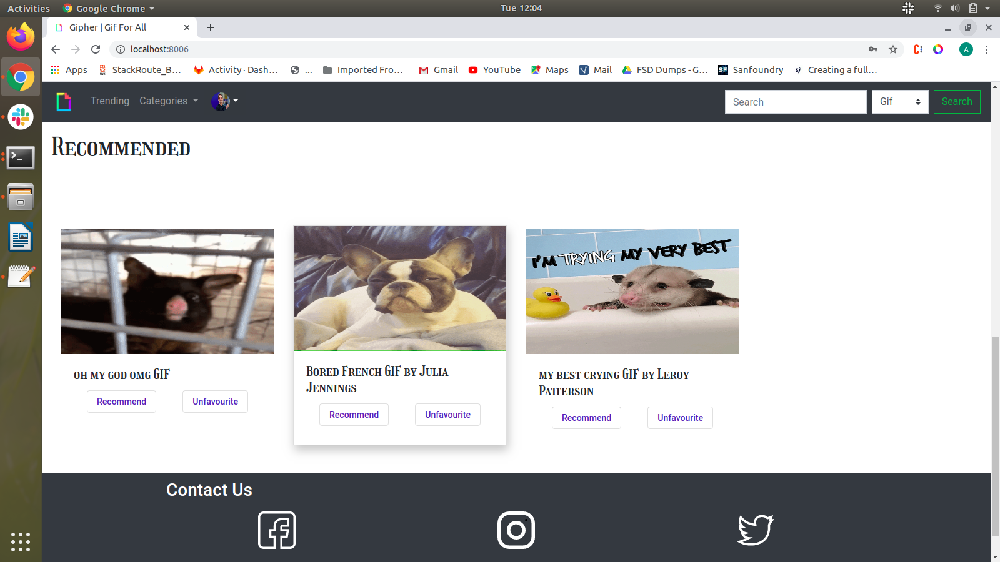 Activities
Google Chrome
Tue 12:04
Gipher | Gif For All
localhost:8006
A
Apps
StackRoute_B...
Activity · Dash...
...
Imported Fro...
Gmail
YouTube
Maps
Mail
FSD Dumps - G...
SF
Sanfoundry
sj
Creating a full...
Trending
Categories
Search
Gif
Search
Recommended
I'M TRYING MY VERY BEST
oh my god omg GIF
Recommend
Unfavourite
Bored French GIF by Julia
Jennings
Recommend
Unfavourite
my best crying GIF by Leroy
Patterson
Recommend
Unfavourite
Contact Us